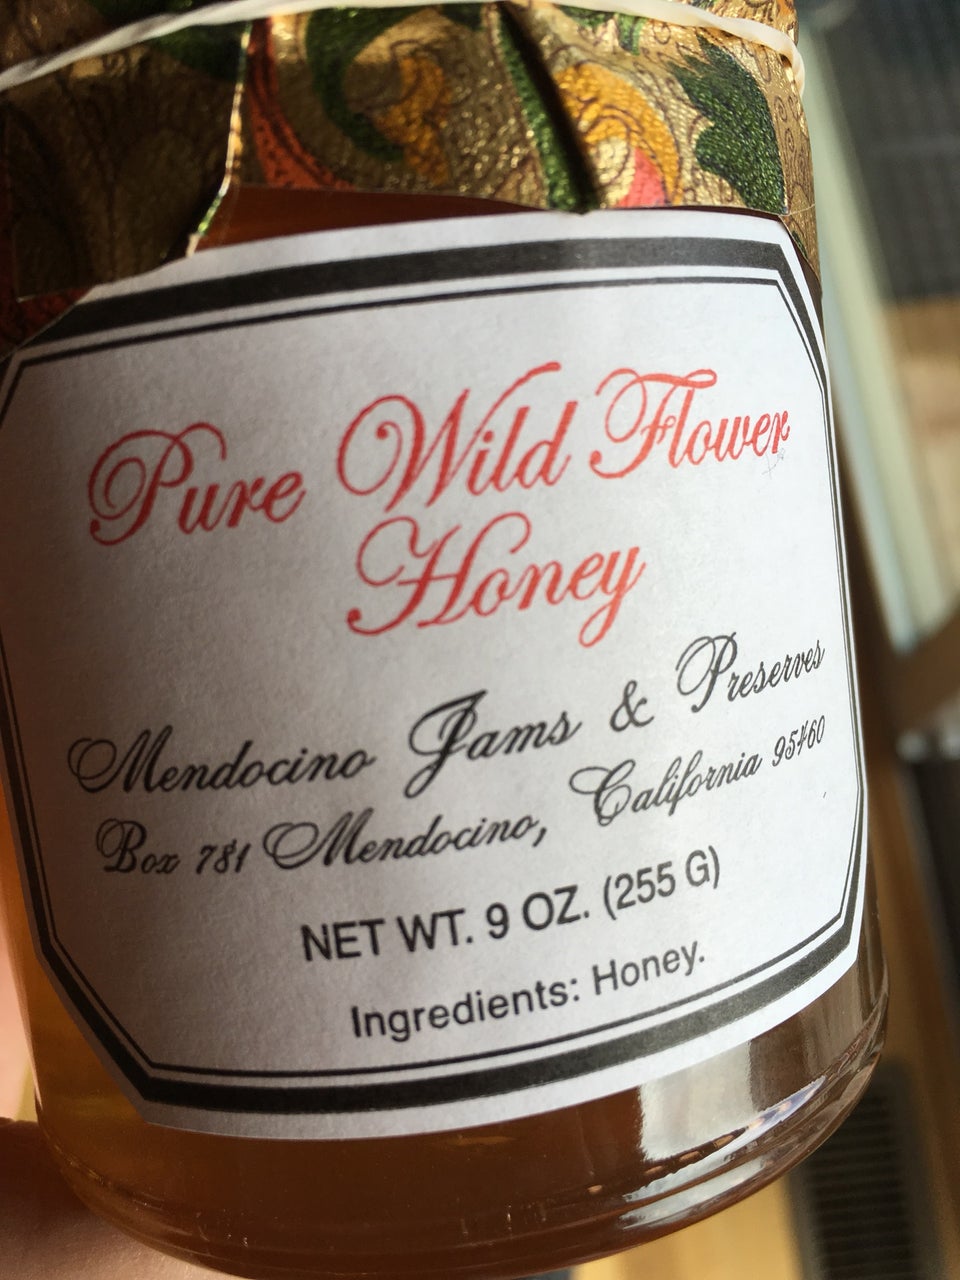 Pure Wild Flower
Honey
Mendocino Jams & Preserves
Box 781 Mendocino, California 95460
NET WT. 9 OZ. (255 G)
Ingredients: Honey.